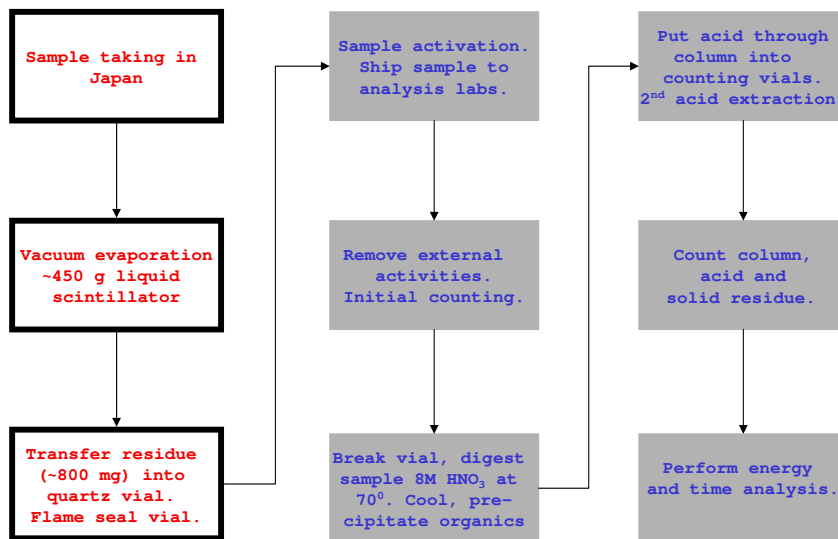 Sample taking in
Japan
Vacuum evaporation
~450 g liquid
scintillator
Transfer residue
(~800 mg) into
quartz vial.
Flame seal vial.
Sample activation.
Ship sample to
analysis labs.
Remove external
activities.
Initial counting.
Break vial, digest
sample 8M HNO₃ at
70⁰. Cool, pre-
cipitate organics
Put acid through
column into
counting vials.
2ⁿᵈ acid extraction
Count column,
acid and
solid residue.
Perform energy
and time analysis.